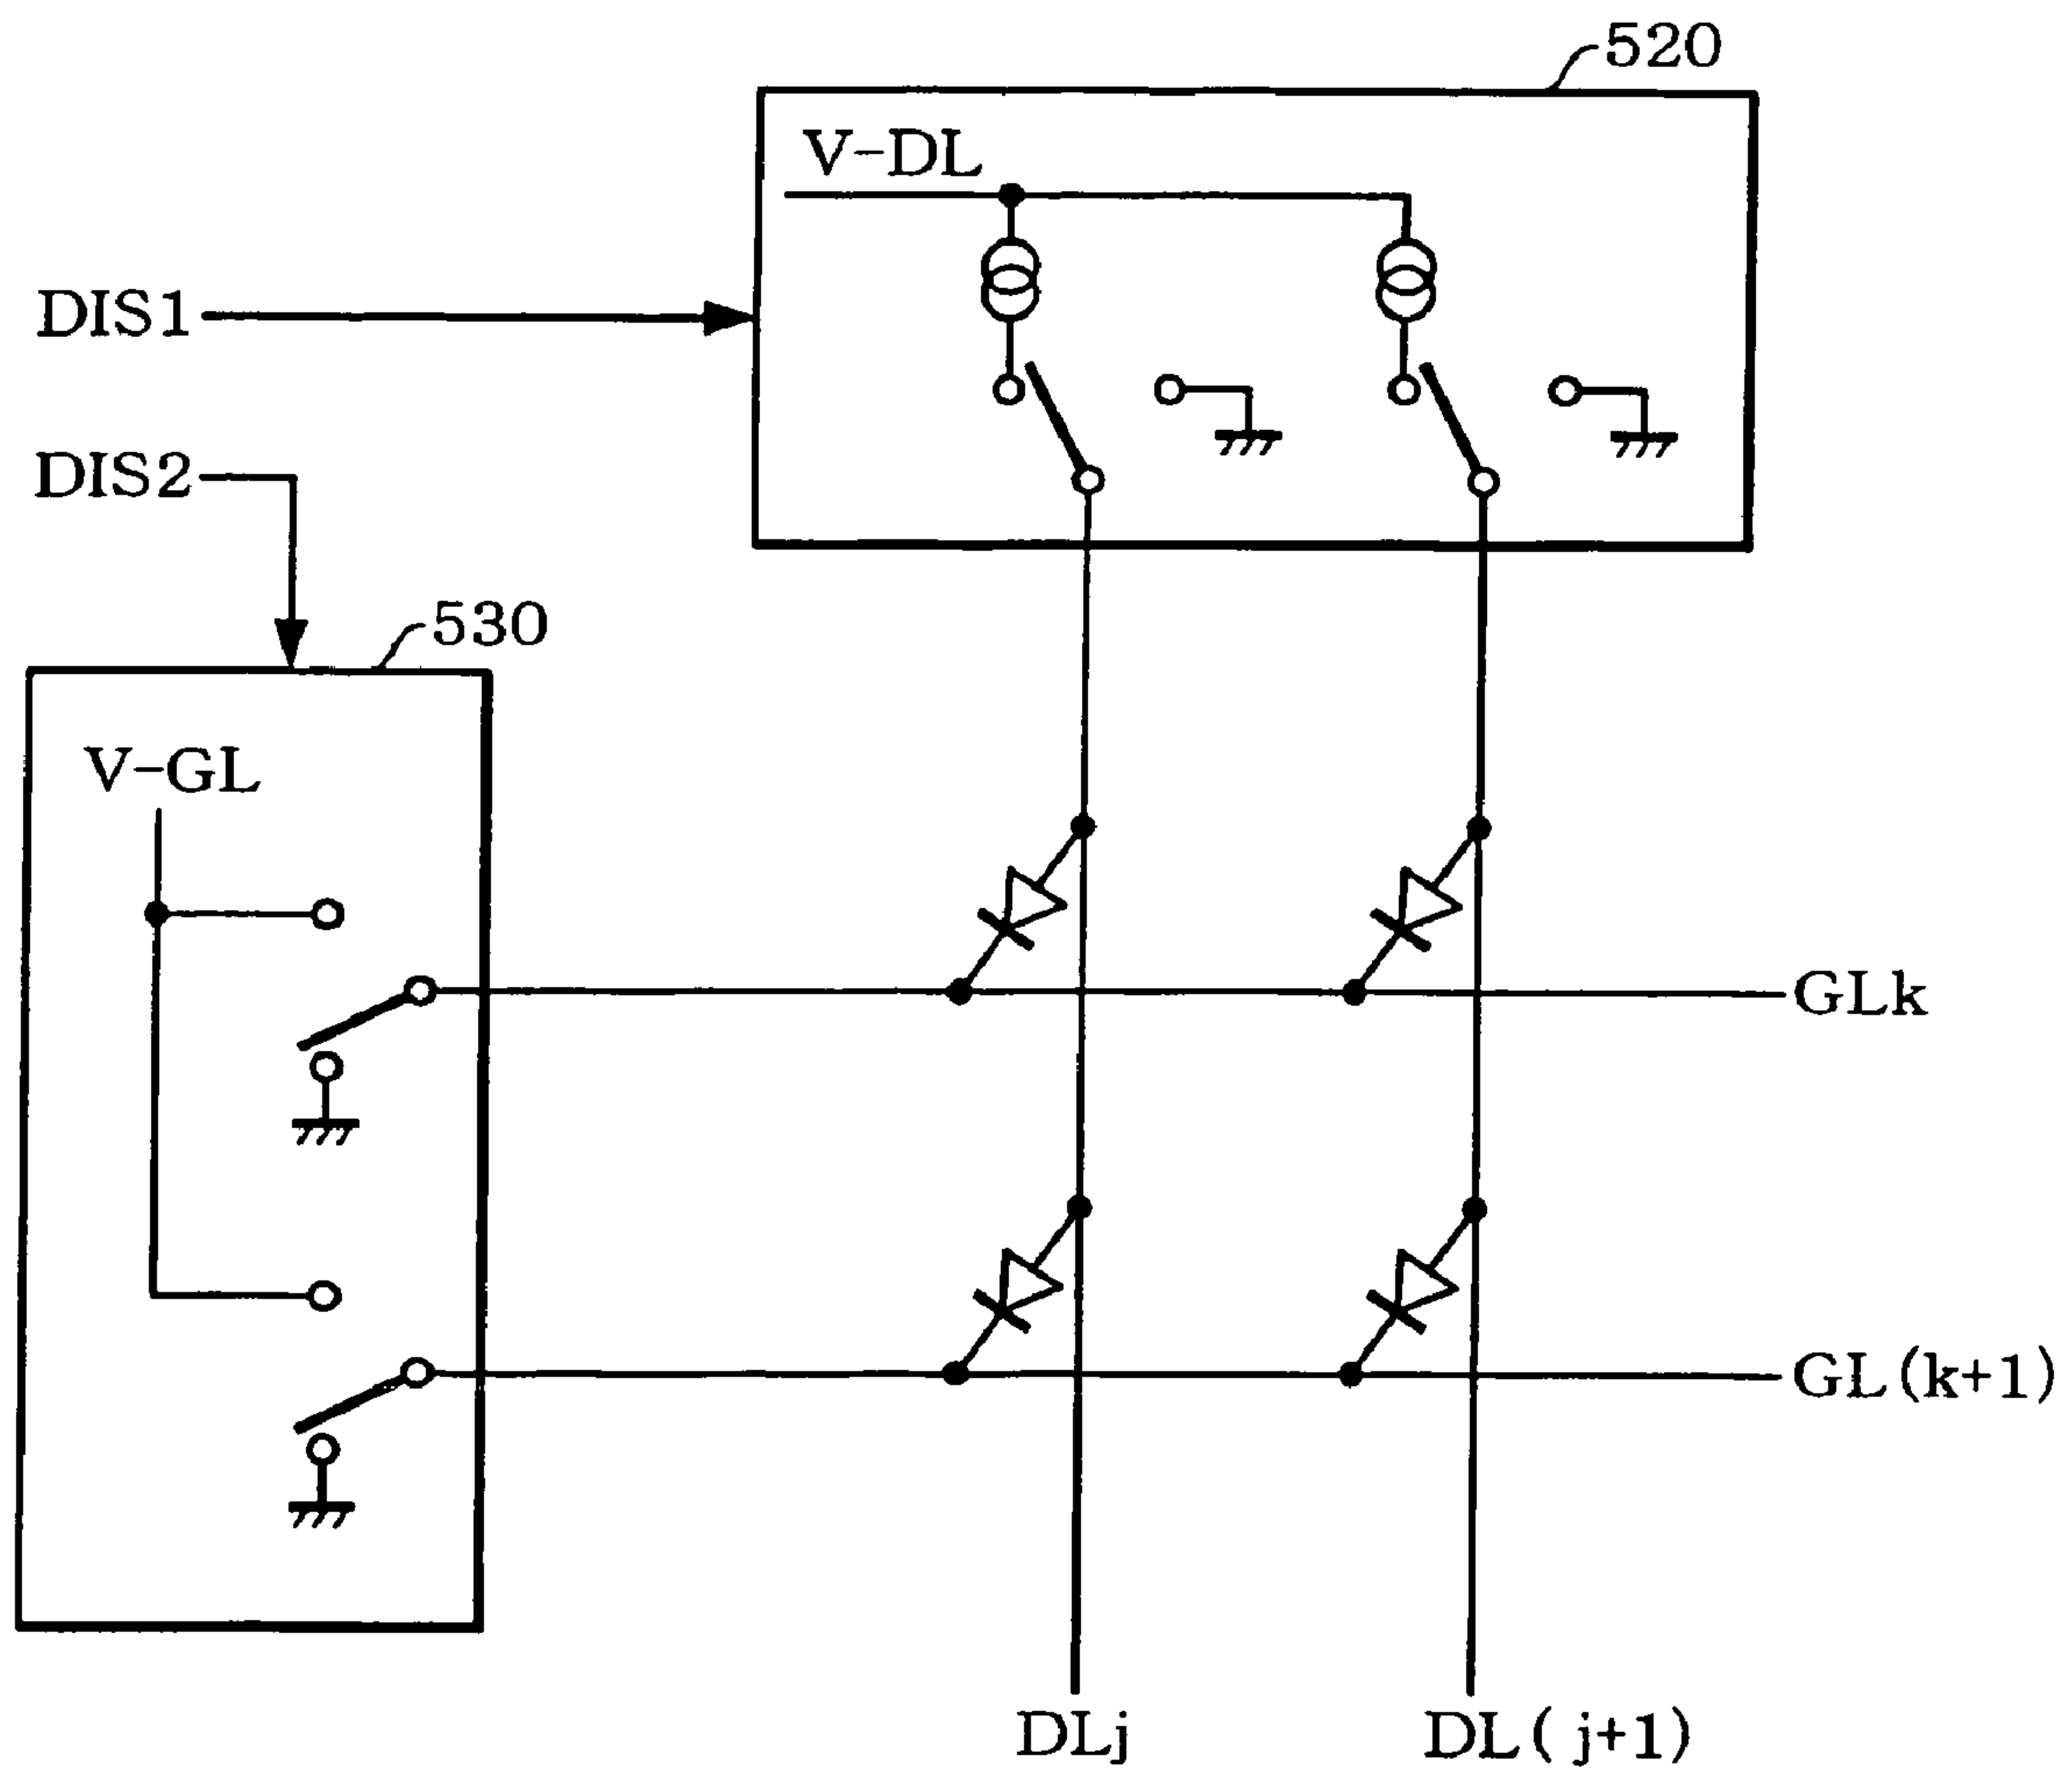 520
V-DL
DIS1
DIS2
530
V-GL
GLk
GL(k+1)
DLj
DL(j+1)